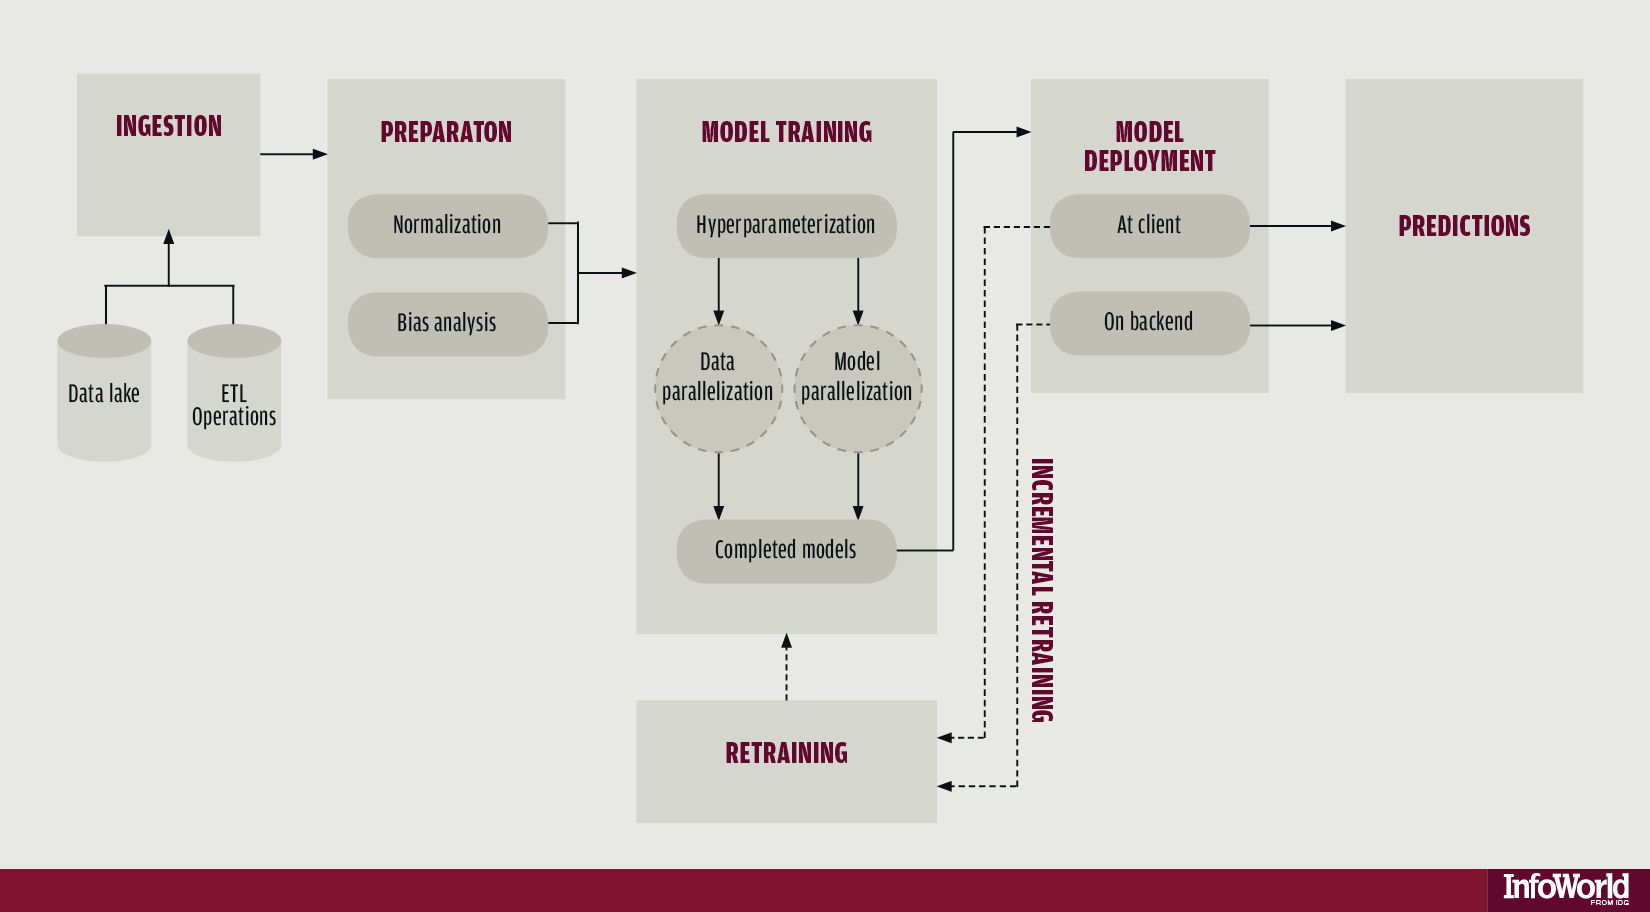 INGESTION
Data lake
ETL
Operations
PREPARATON
Normalization
Bias analysis
MODEL TRAINING
Hyperparameterization
Data
parallelization
Model
parallelization
Completed models
RETRAINING
INCREMENTAL RETRAINING
MODEL
DEPLOYMENT
At client
On backend
PREDICTIONS
InfoWorld
FROM IDG